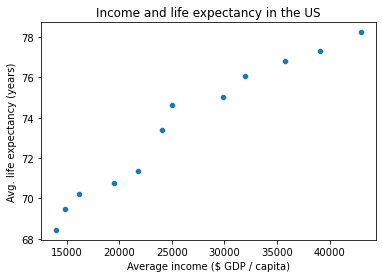 Income and life expectancy in the US
Avg. life expectancy (years)
78
76
74
72
70
68
15000 20000 25000 30000 35000 40000
Average income ($ GDP / capita)